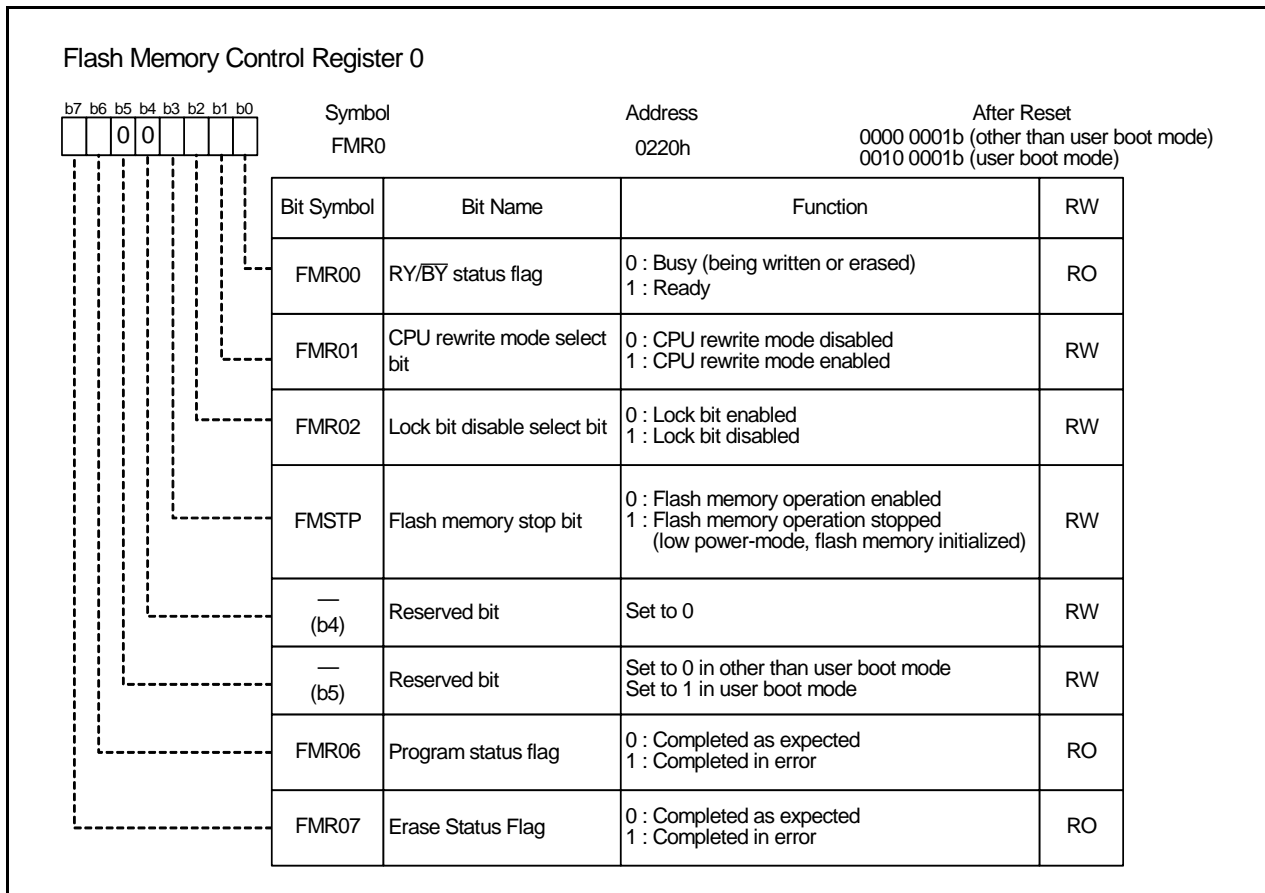 Flash Memory Control Register 0
b7 b6 b5 b4 b3 b2 b1 b0
0 0
Symbol Address After Reset
FMR0 0220h 0000 0001b (other than user boot mode)
0010 0001b (user boot mode)
Bit Symbol Bit Name Function RW
FMR00 RY/B̅Y̅ status flag 0 : Busy (being written or erased)
1 : Ready RO
FMR01 CPU rewrite mode select
bit 0 : CPU rewrite mode disabled
1 : CPU rewrite mode enabled RW
FMR02 Lock bit disable select bit 0 : Lock bit enabled
1 : Lock bit disabled RW
FMSTP Flash memory stop bit 0 : Flash memory operation enabled
1 : Flash memory operation stopped
(low power-mode, flash memory initialized) RW
—
(b4) Reserved bit Set to 0 RW
—
(b5) Reserved bit Set to 0 in other than user boot mode
Set to 1 in user boot mode RW
FMR06 Program status flag 0 : Completed as expected
1 : Completed in error RO
FMR07 Erase Status Flag 0 : Completed as expected
1 : Completed in error RO